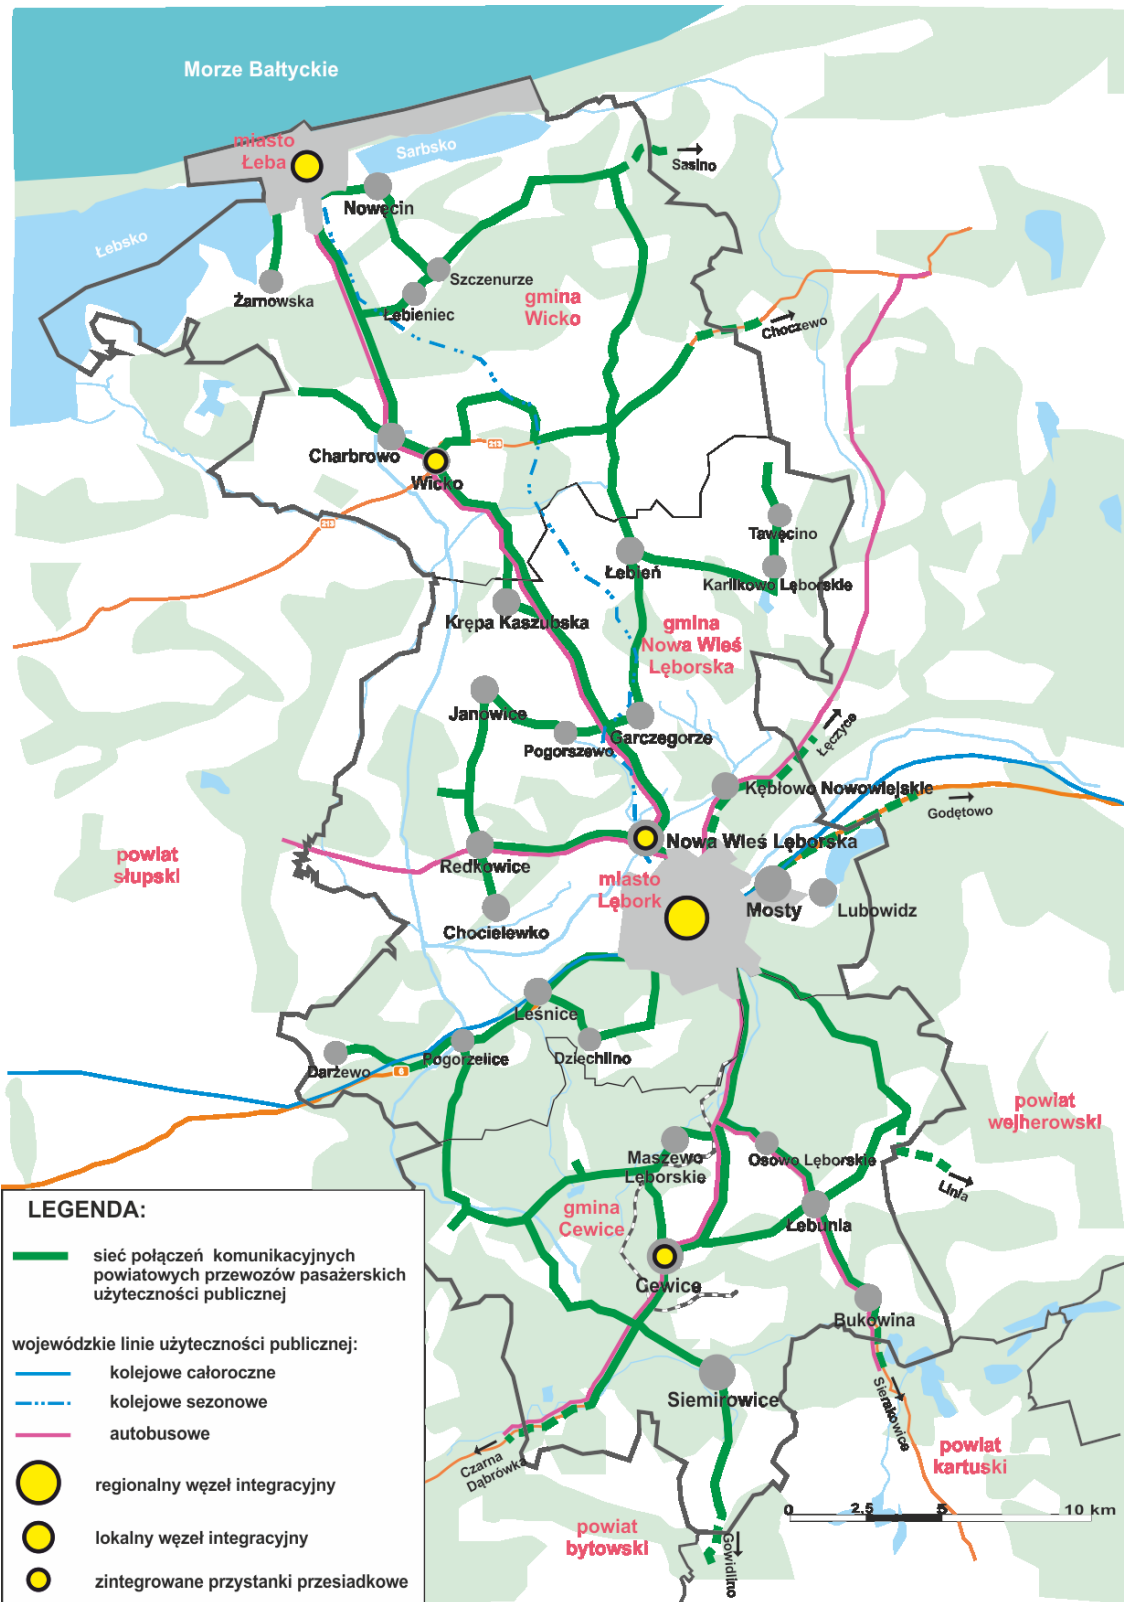 Morze Bałtyckie
miasto
Łeba
Sarbsko
Sasino
Nowęcin
Łebsko
Szczenurze
Żarnowska
Łebieniec
gmina
Wicko
Choczewo
Charbrowo
213
Wicko
213
Tawęcino
Łebień
Karlikowo Lęborskie
Krępa Kaszubska
gmina
Nowa Wieś
Lęborska
Janowice
Garczegorze
Pogorszewo
Łęczyce
Kębłowo Nowowiejskie
Godętowo
Nowa Wieś Lęborska
powiat
słupski
Redkowice
miasto
Lębork
Mosty
Lubowidz
Chocielewko
Leśnice
Dzięchlino
Pogorzelice
Darżewo
6
powiat
wejherowski
Maszewo
Lęborskie
Osowo Lęborskie
Linia
gmina
Cewice
Łebunia
Cewice
Bukowina
Siemirowice
Sierakowice
Czarna
Dąbrówka
powiat
kartuski
powiat
bytowski
Gowidlino
0 2.5 5 10 km
LEGENDA:
sieć połączeń komunikacyjnych
powiatowych przewozów pasażerskich
użyteczności publicznej
wojewódzkie linie użyteczności publicznej:
kolejowe całoroczne
kolejowe sezonowe
autobusowe
regionalny węzeł integracyjny
lokalny węzeł integracyjny
zintegrowane przystanki przesiadkowe